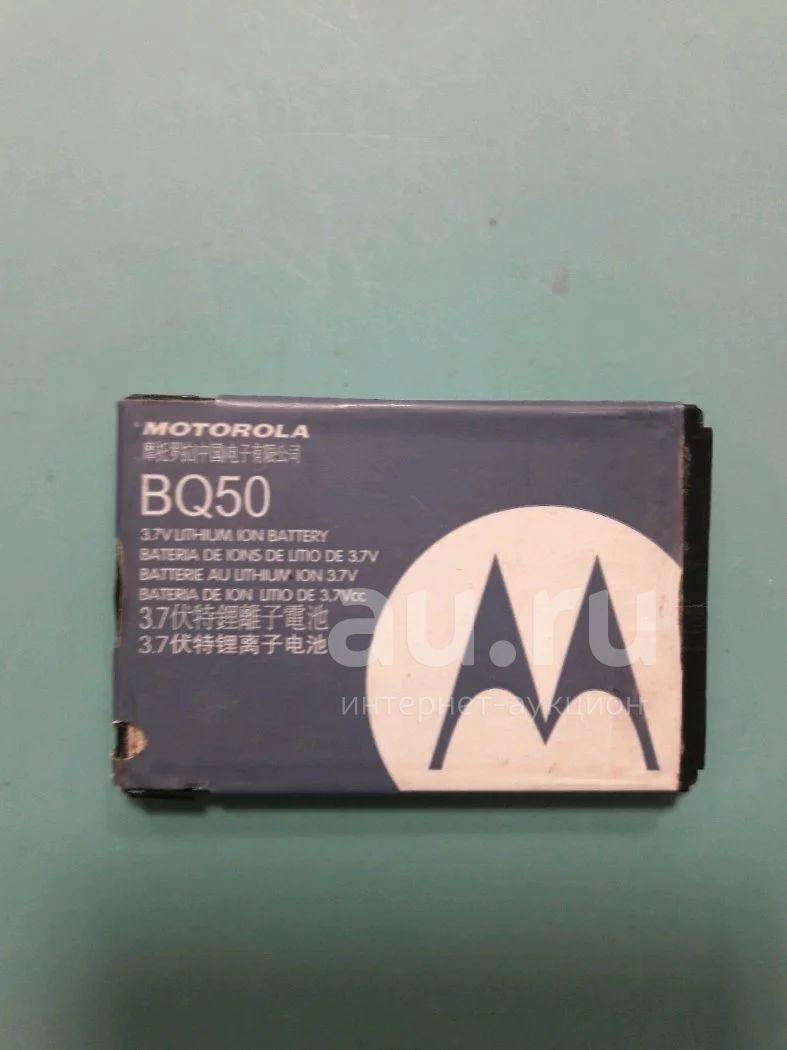 MOTOROLA
摩托罗拉(中国)电子有限公司
BQ50
3.7V LITHIUM ION BATTERY
BATERIA DE IONS DE LITIO DE 3.7V
BATTERIE AU LITHIUM ION 3.7V
BATERIA DE ION LITIO DE 3.7Vcc
3.7伏特鋰離子電池
3.7伏特锂离子电池
au.ru
интернет-аукцион